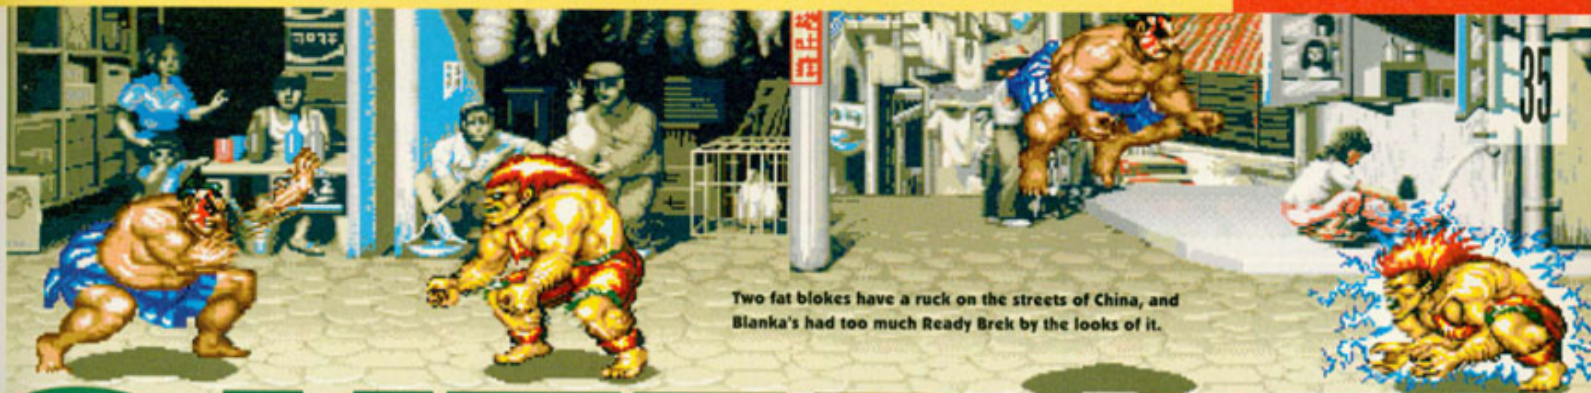 35
Two fat blokes have a ruck on the streets of China, and
Blanka's had too much Ready Brek by the looks of it.